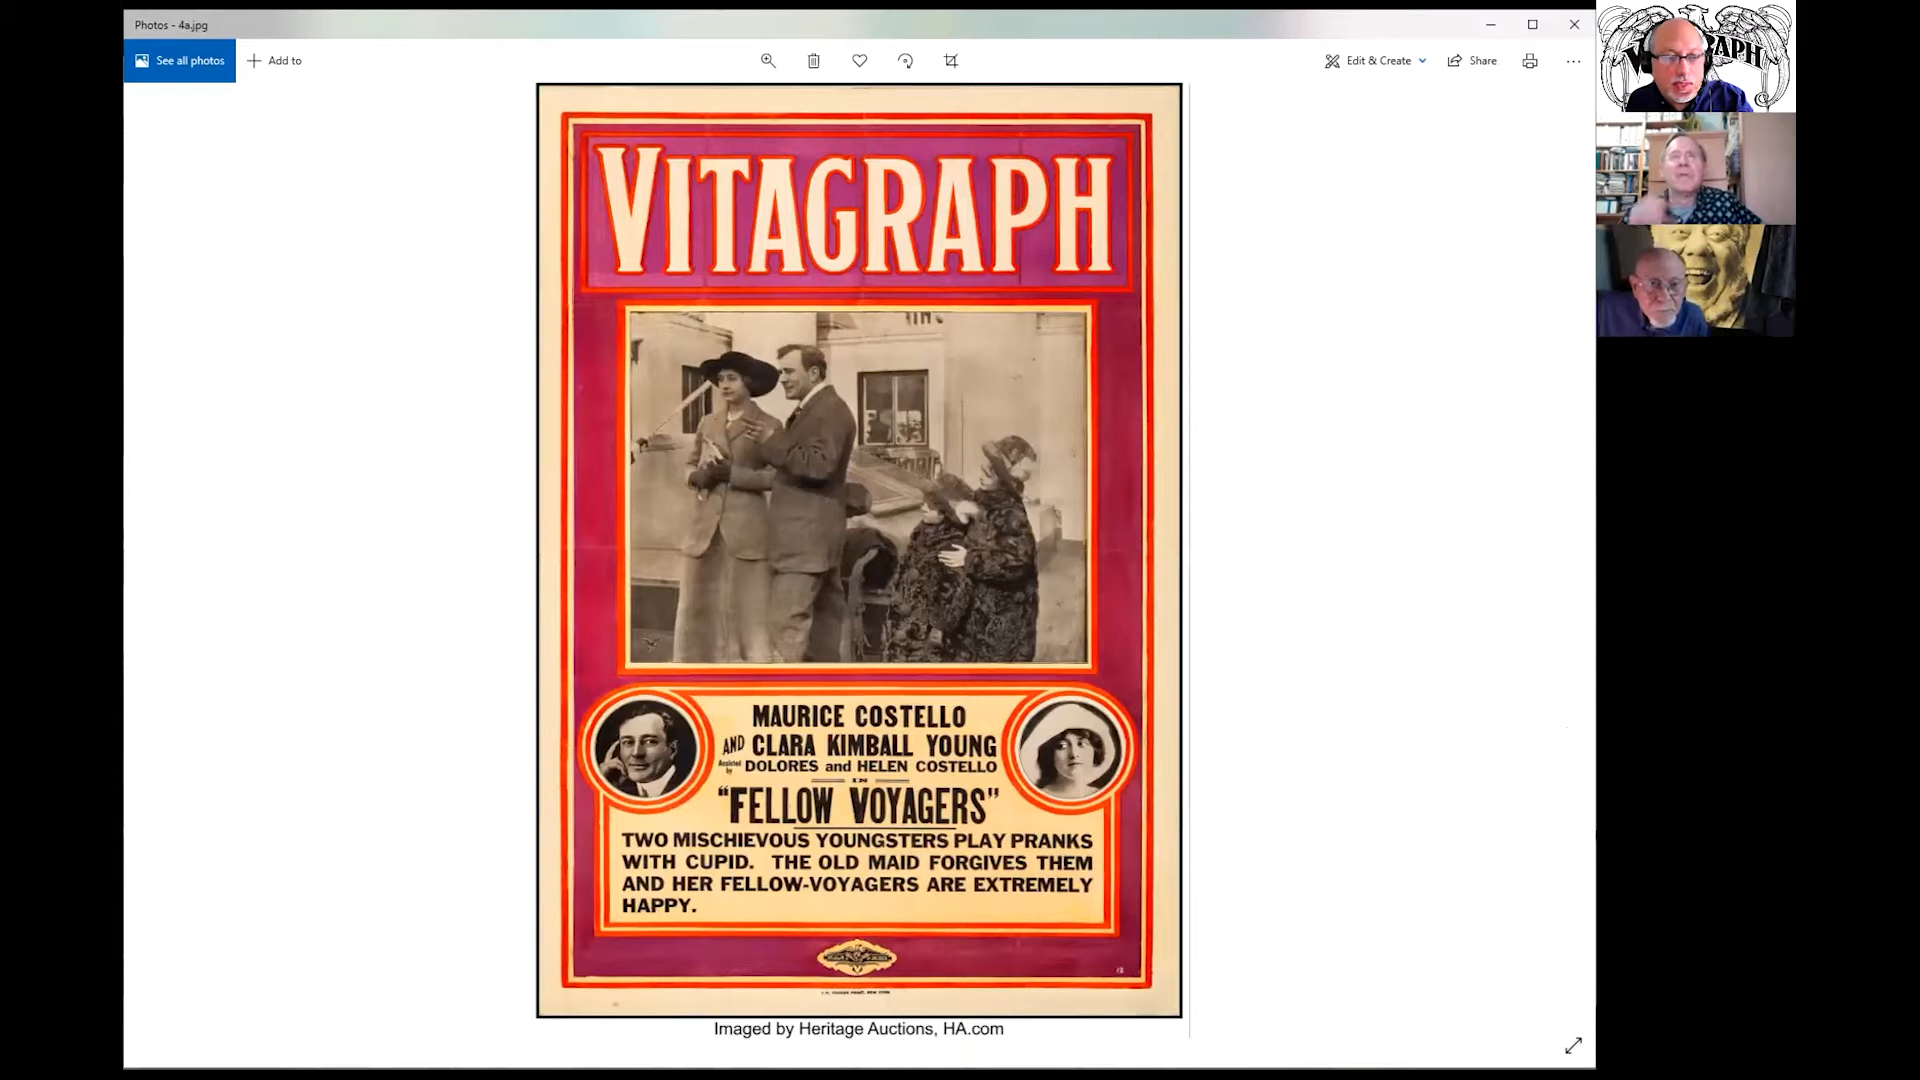 Photos - 4a.jpg
See all photos
Add to
Edit & Create
Share
VITAGRAPH
MAURICE COSTELLO
AND CLARA KIMBALL YOUNG
Assisted by DOLORES and HELEN COSTELLO
IN
"FELLOW VOYAGERS"
TWO MISCHIEVOUS YOUNGSTERS PLAY PRANKS
WITH CUPID. THE OLD MAID FORGIVES THEM
AND HER FELLOW-VOYAGERS ARE EXTREMELY
HAPPY.
Imaged by Heritage Auctions, HA.com